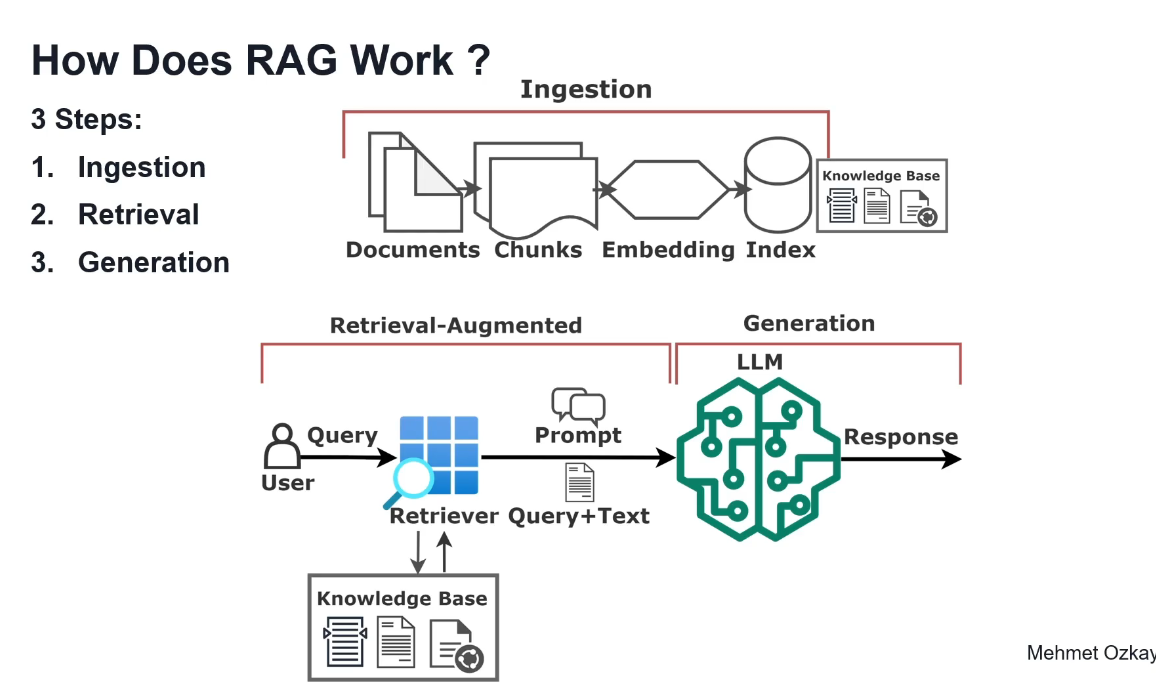 How Does RAG Work ?
3 Steps:
1. Ingestion
2. Retrieval
3. Generation
Ingestion
Documents
Chunks
Embedding
Index
Knowledge Base
Retrieval-Augmented
Generation
LLM
User
Query
Retriever
Prompt
Query+Text
Response
Knowledge Base
Mehmet Ozkay